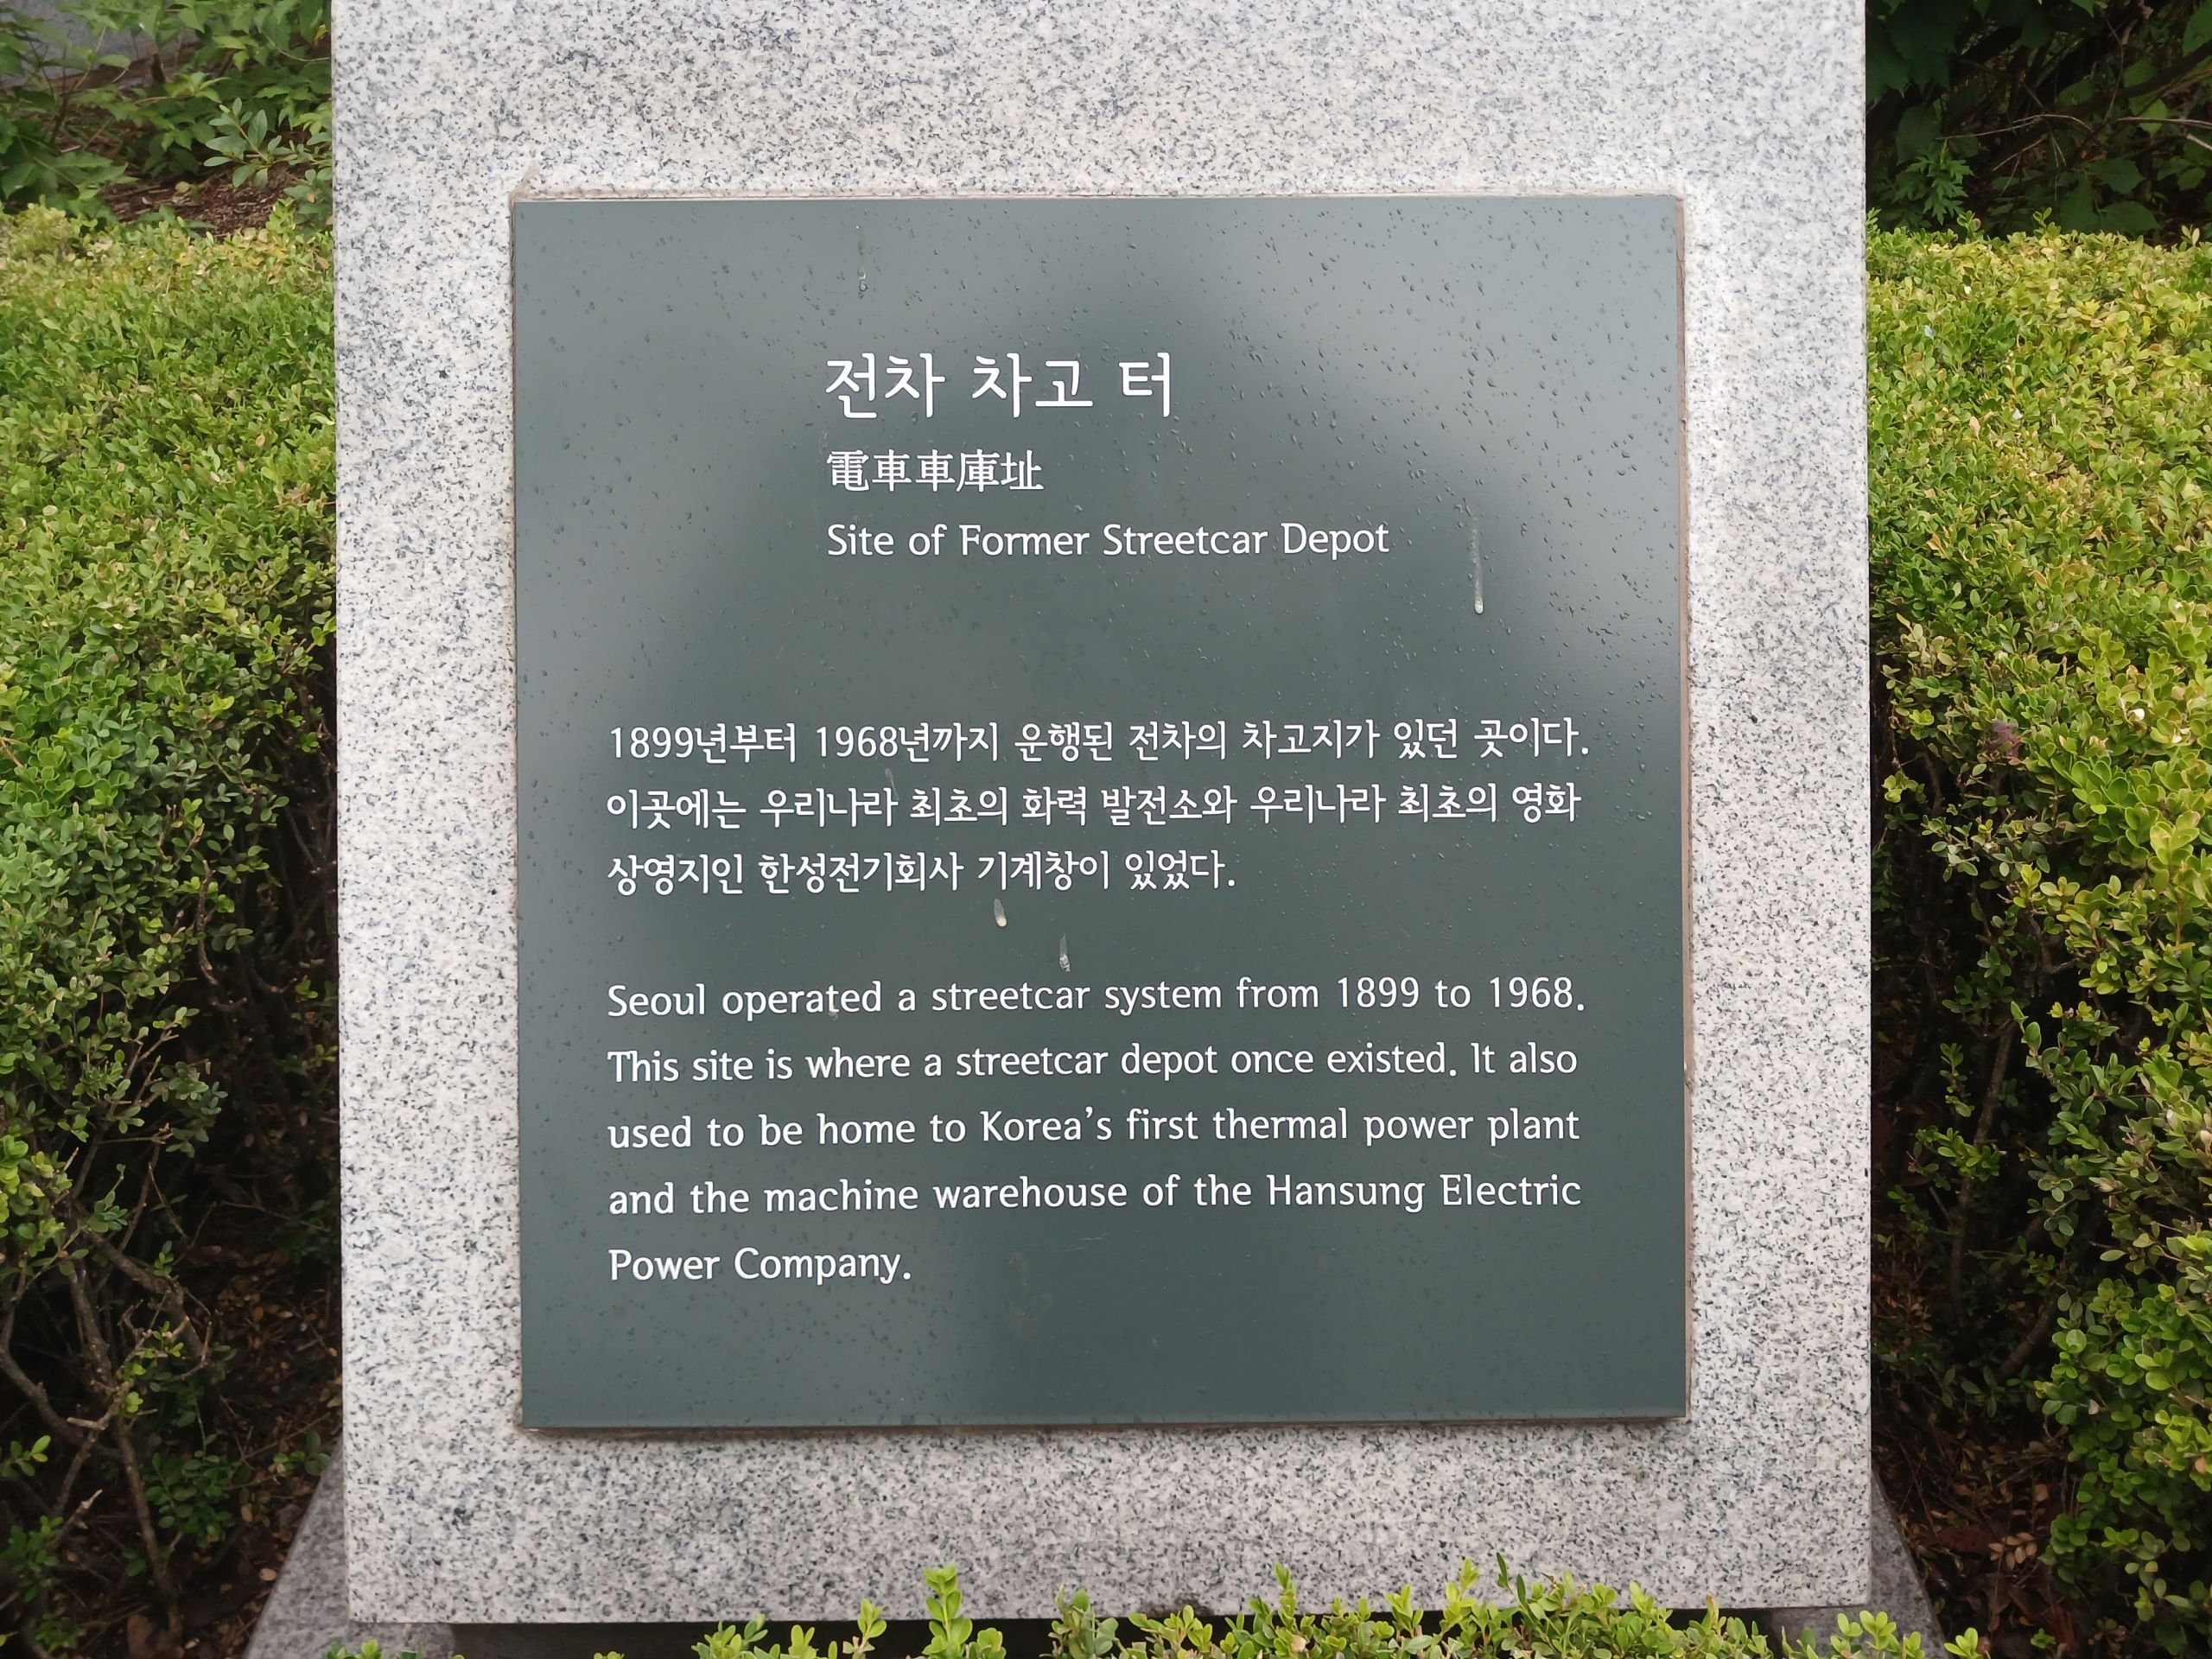 전차 차고 터
電車車庫址
Site of Former Streetcar Depot
1899년부터 1968년까지 운행된 전차의 차고지가 있던 곳이다.
이곳에는 우리나라 최초의 화력 발전소와 우리나라 최초의 영화
상영지인 한성전기회사 기계창이 있었다.
Seoul operated a streetcar system from 1899 to 1968.
This site is where a streetcar depot once existed. It also
used to be home to Korea's first thermal power plant
and the machine warehouse of the Hansung Electric
Power Company.